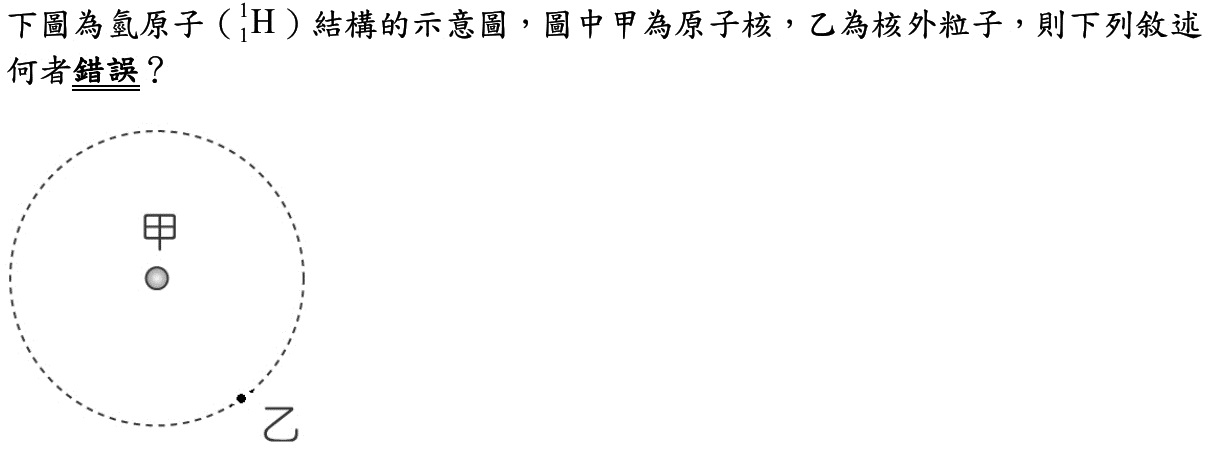 下圖為氫原子（${}^{1}_{1}$H）結構的示意圖，圖中甲為原子核，乙為核外粒子，則下列敘述
何者錯誤？
甲
乙